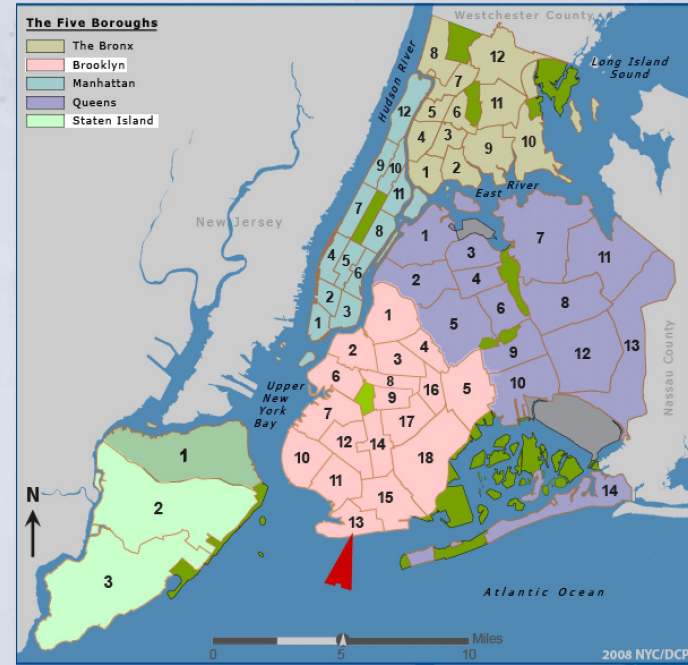 The Five Boroughs
The Bronx
Brooklyn
Manhattan
Queens
Staten Island
Westchester County
Long Island
Sound
Hudson River
East River
New Jersey
Nassau County
Upper
New
York
Bay
Atlantic Ocean
N
8
12
7
11
5
6
4
3
9
10
1
2
12
9
10
11
7
8
4
5
6
2
3
1
1
7
11
3
2
4
8
6
5
9
12
13
10
14
1
2
3
4
6
8
9
16
5
7
17
12
14
10
11
18
15
13
1
2
3
Miles
0
5
10
2008 NYC/DCP